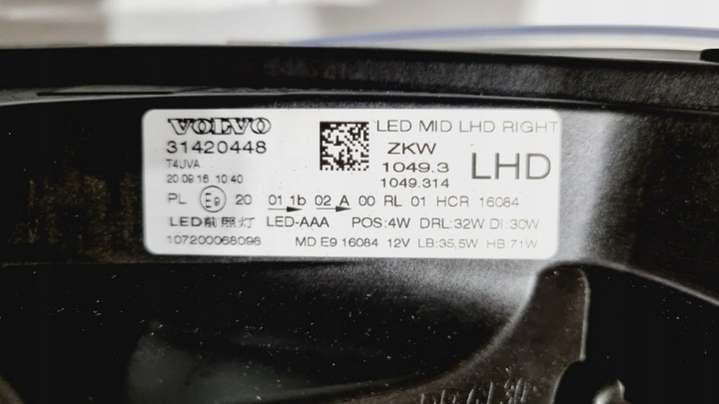 VOLVO
LED MID LHD RIGHT
31420448
ZKW
LHD
T4UVA
1049.3
20.09.16 10:40
1049.314
PL E9 20 01 1b 02 A 00 RL 01 HCR 16084
LED前照灯 LED-AAA POS:4W DRL:32W DI:30W
107200068096 MD E9 16084 12V LB:35,5W HB:71W